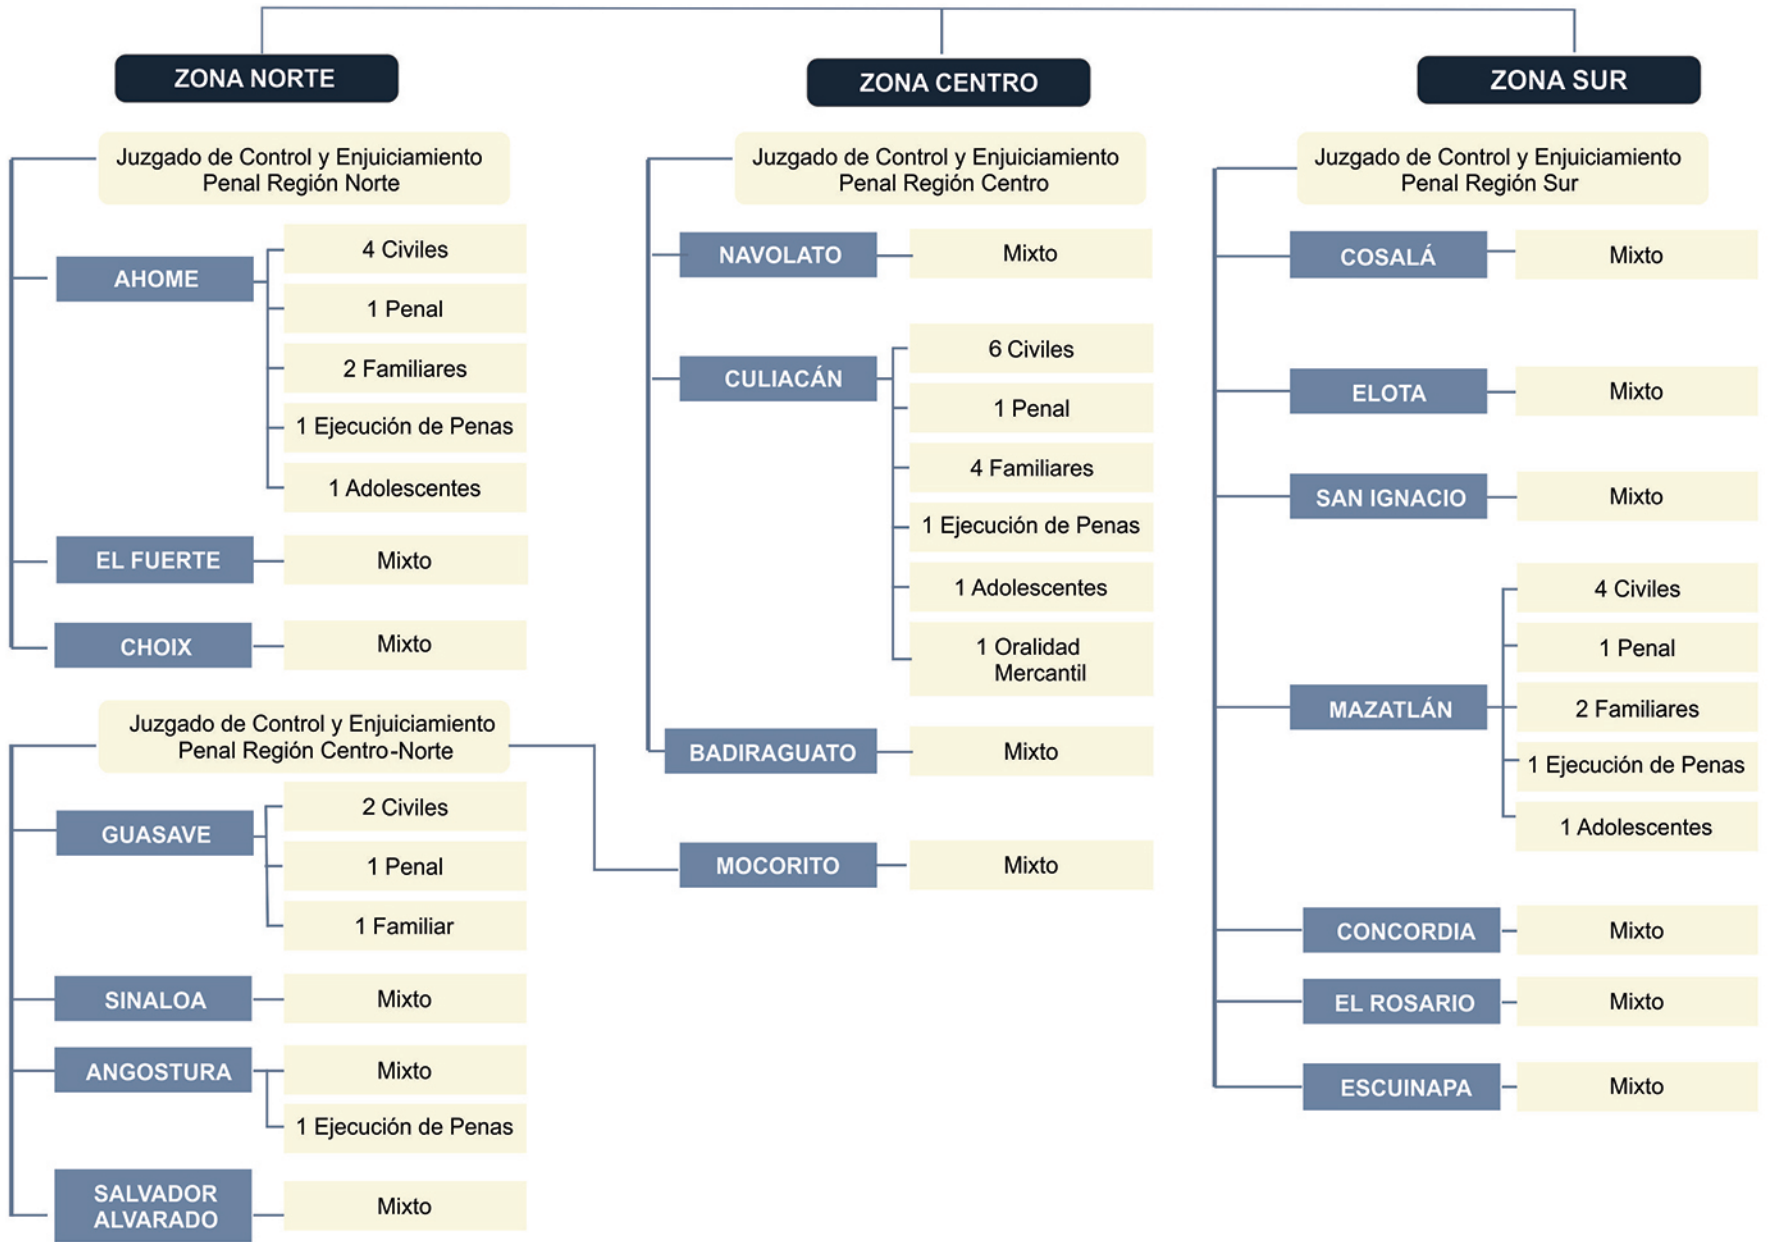 ZONA NORTE
Juzgado de Control y Enjuiciamiento
Penal Región Norte
AHOME
4 Civiles
1 Penal
2 Familiares
1 Ejecución de Penas
1 Adolescentes
EL FUERTE
Mixto
CHOIX
Mixto
Juzgado de Control y Enjuiciamiento
Penal Región Centro-Norte
GUASAVE
2 Civiles
1 Penal
1 Familiar
SINALOA
Mixto
ANGOSTURA
Mixto
1 Ejecución de Penas
SALVADOR
ALVARADO
Mixto
ZONA CENTRO
Juzgado de Control y Enjuiciamiento
Penal Región Centro
NAVOLATO
Mixto
CULIACÁN
6 Civiles
1 Penal
4 Familiares
1 Ejecución de Penas
1 Adolescentes
1 Oralidad
Mercantil
BADIRAGUATO
Mixto
MOCORITO
Mixto
ZONA SUR
Juzgado de Control y Enjuiciamiento
Penal Región Sur
COSALÁ
Mixto
ELOTA
Mixto
SAN IGNACIO
Mixto
MAZATLÁN
4 Civiles
1 Penal
2 Familiares
1 Ejecución de Penas
1 Adolescentes
CONCORDIA
Mixto
EL ROSARIO
Mixto
ESCUINAPA
Mixto